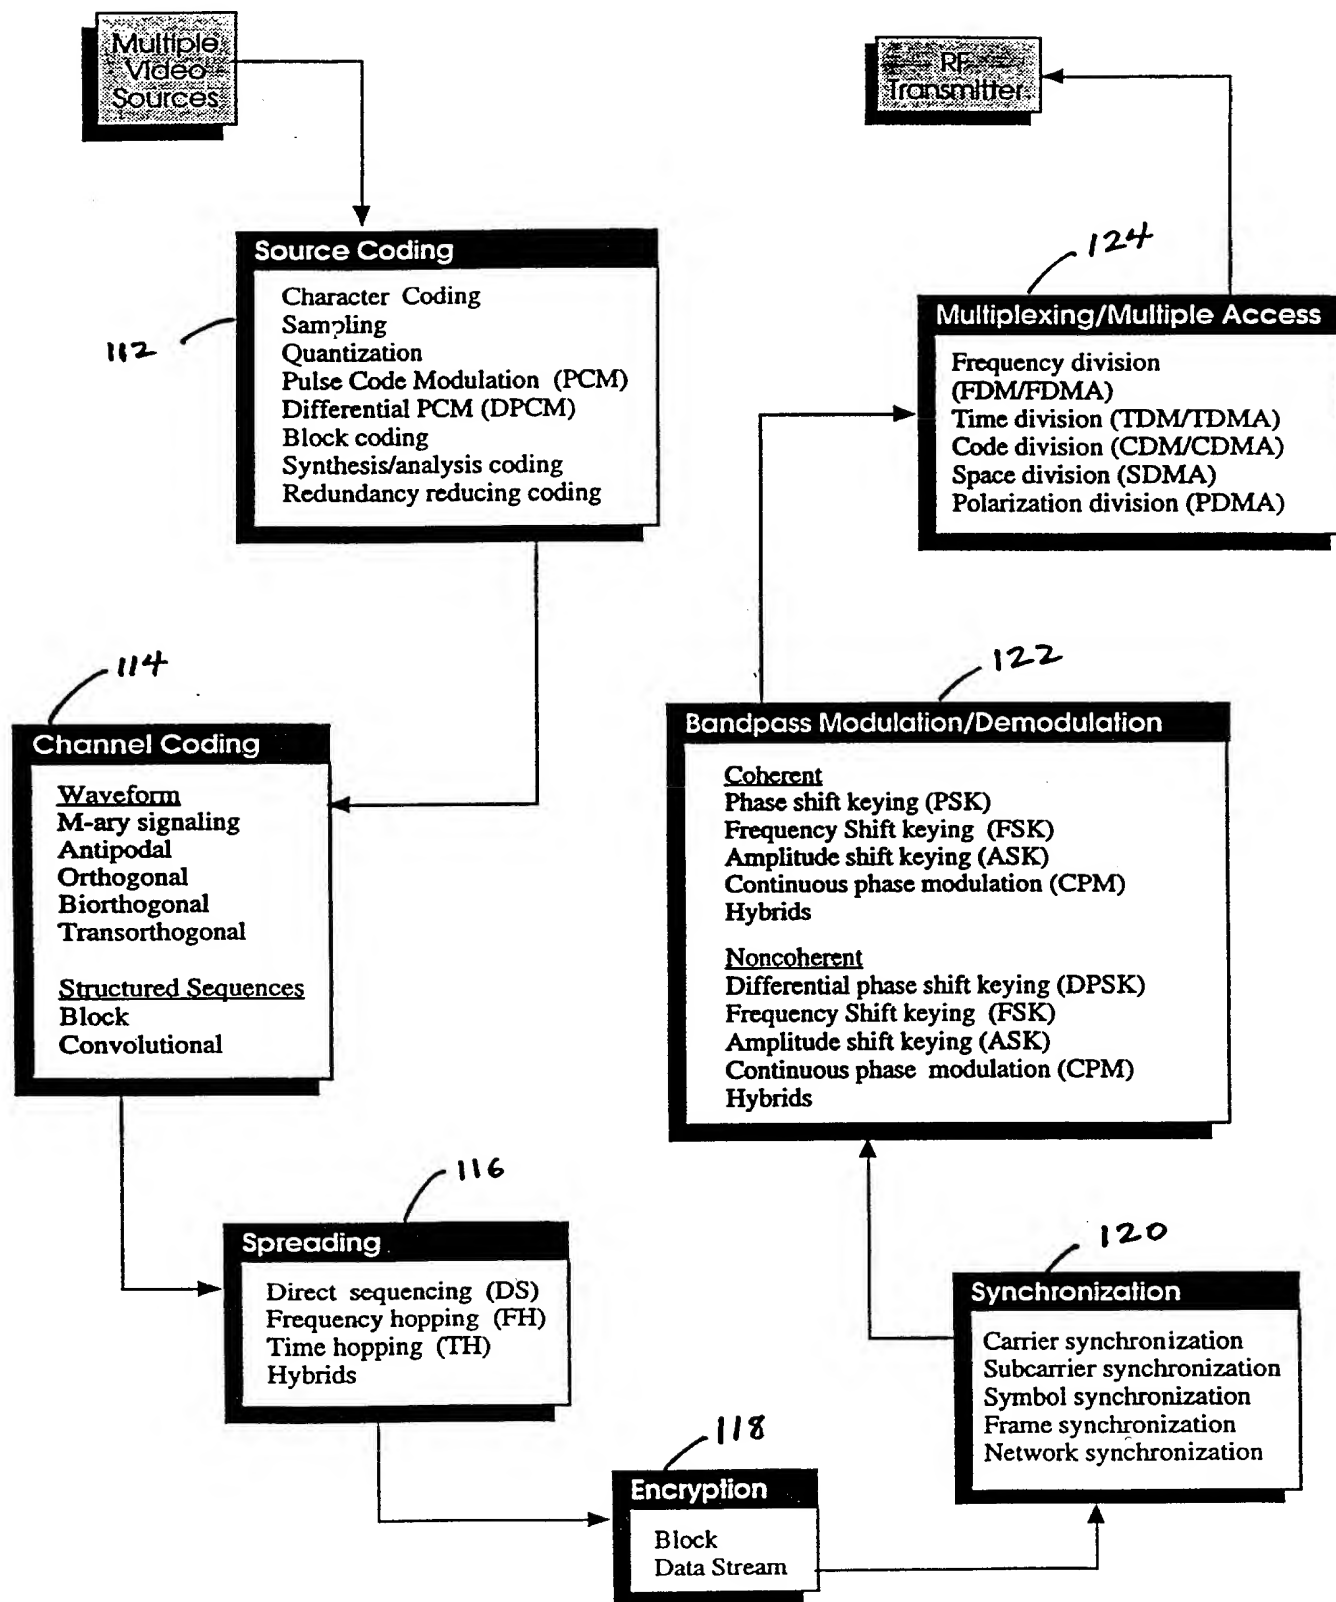 Multiple
Video
Sources
RF
Transmitter
Source Coding
Character Coding
Sampling
Quantization
Pulse Code Modulation (PCM)
Differential PCM (DPCM)
Block coding
Synthesis/analysis coding
Redundancy reducing coding
112
124
Multiplexing/Multiple Access
Frequency division
(FDM/FDMA)
Time division (TDM/TDMA)
Code division (CDM/CDMA)
Space division (SDMA)
Polarization division (PDMA)
114
Channel Coding
Waveform
M-ary signaling
Antipodal
Orthogonal
Biorthogonal
Transorthogonal
Structured Sequences
Block
Convolutional
122
Bandpass Modulation/Demodulation
Coherent
Phase shift keying (PSK)
Frequency Shift keying (FSK)
Amplitude shift keying (ASK)
Continuous phase modulation (CPM)
Hybrids
Noncoherent
Differential phase shift keying (DPSK)
Frequency Shift keying (FSK)
Amplitude shift keying (ASK)
Continuous phase modulation (CPM)
Hybrids
116
Spreading
Direct sequencing (DS)
Frequency hopping (FH)
Time hopping (TH)
Hybrids
120
Synchronization
Carrier synchronization
Subcarrier synchronization
Symbol synchronization
Frame synchronization
Network synchronization
118
Encryption
Block
Data Stream